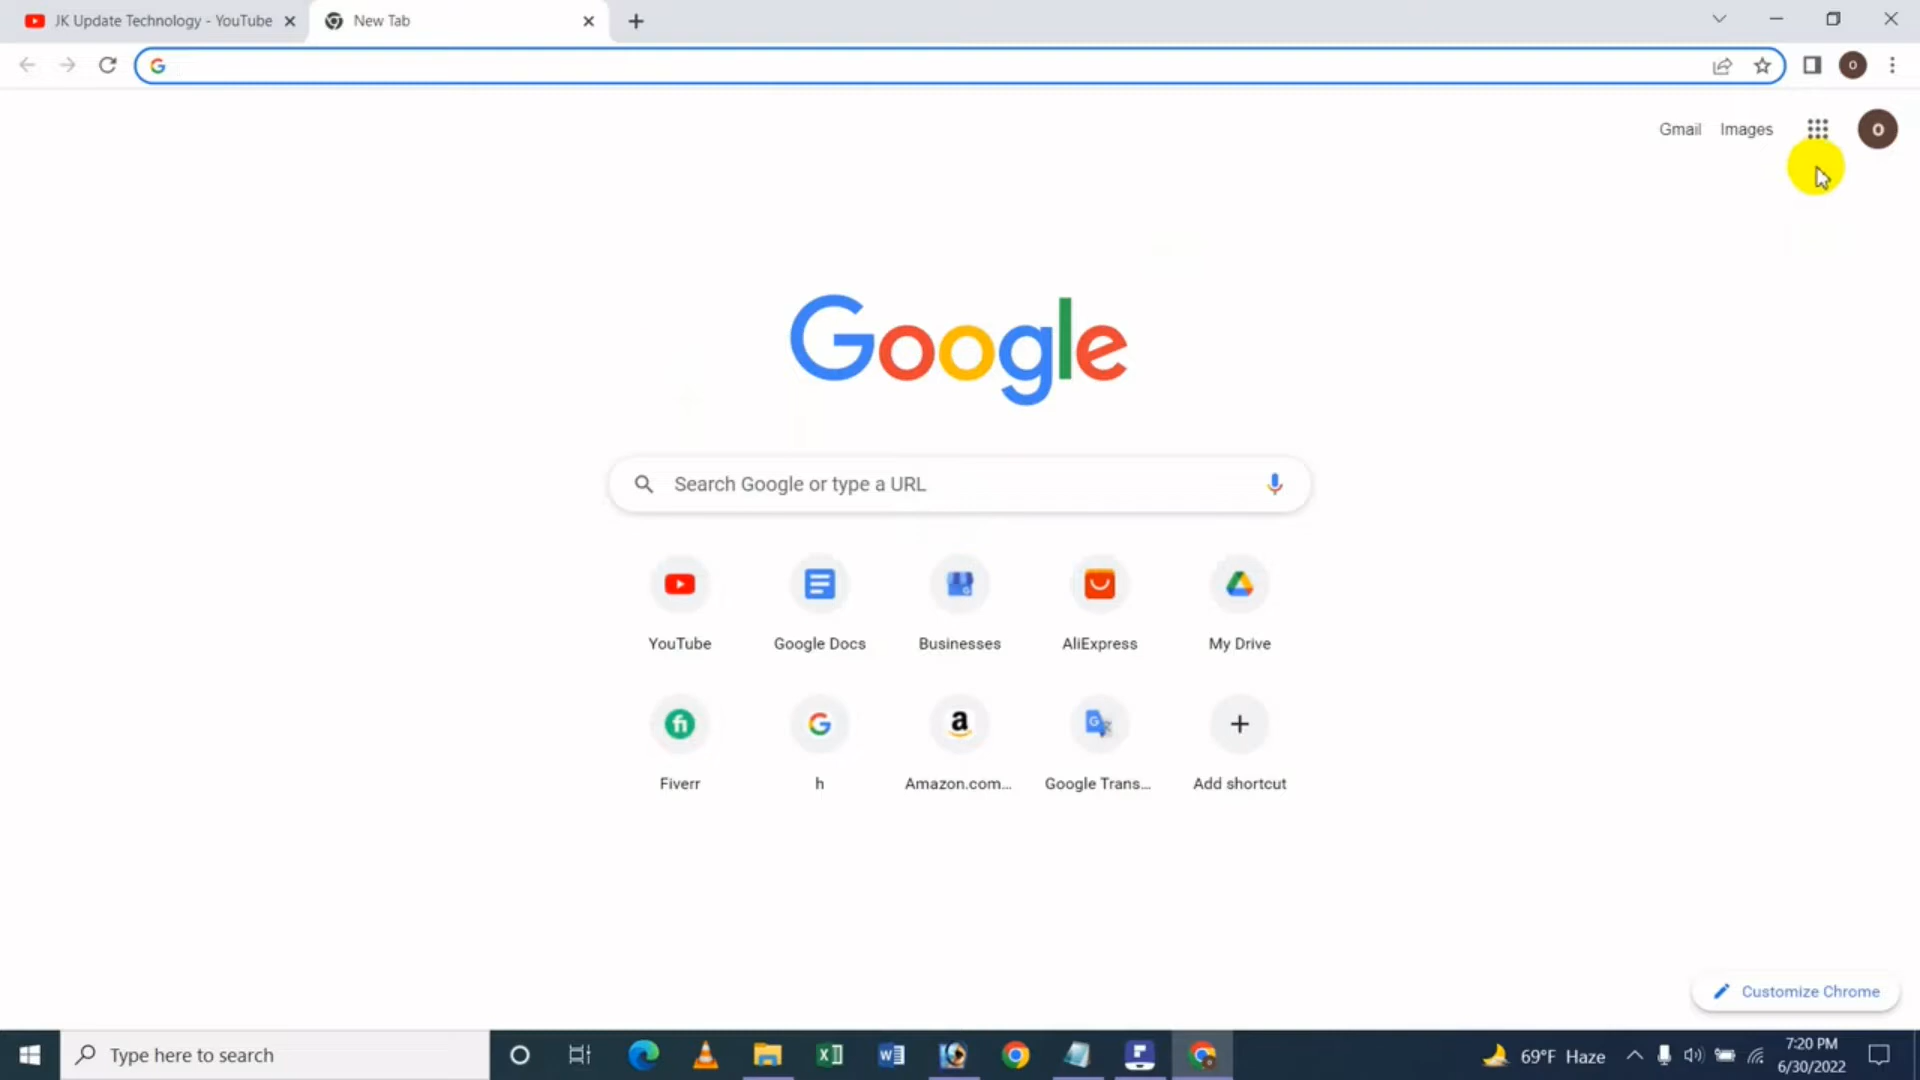 JK Update Technology - YouTube
New Tab
Gmail Images
O
O
Google
Search Google or type a URL
YouTube
Google Docs
Businesses
AliExpress
My Drive
Fiverr
h
Amazon.com...
Google Trans...
Add shortcut
Customize Chrome
Type here to search
69°F Haze
7:20 PM
6/30/2022